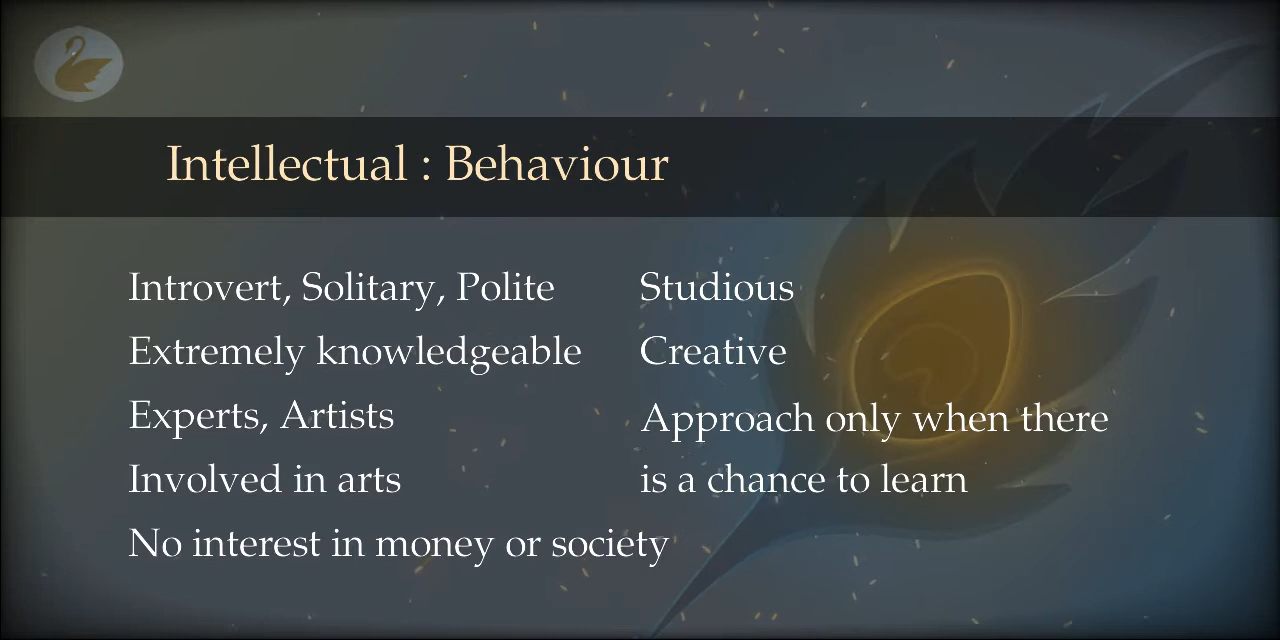 Intellectual : Behaviour
Introvert, Solitary, Polite
Extremely knowledgeable
Experts, Artists
Involved in arts
No interest in money or society
Studious
Creative
Approach only when there
is a chance to learn